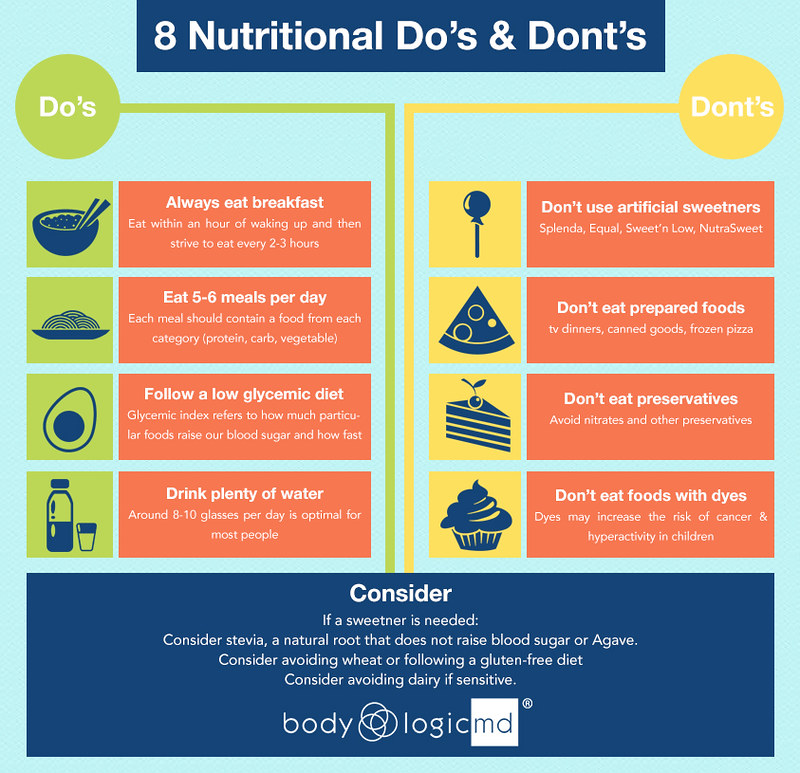 8 Nutritional Do's & Dont's
Do's
Dont's
Always eat breakfast
Eat within an hour of waking up and then
strive to eat every 2-3 hours
Eat 5-6 meals per day
Each meal should contain a food from each
category (protein, carb, vegetable)
Follow a low glycemic diet
Glycemic index refers to how much particu-
lar foods raise our blood sugar and how fast
Drink plenty of water
Around 8-10 glasses per day is optimal for
most people
Don't use artificial sweetners
Splenda, Equal, Sweet'n Low, NutraSweet
Don't eat prepared foods
tv dinners, canned goods, frozen pizza
Don't eat preservatives
Avoid nitrates and other preservatives
Don't eat foods with dyes
Dyes may increase the risk of cancer &
hyperactivity in children
Consider
If a sweetner is needed:
Consider stevia, a natural root that does not raise blood sugar or Agave.
Consider avoiding wheat or following a gluten-free diet
Consider avoiding dairy if sensitive.
body logicmd®